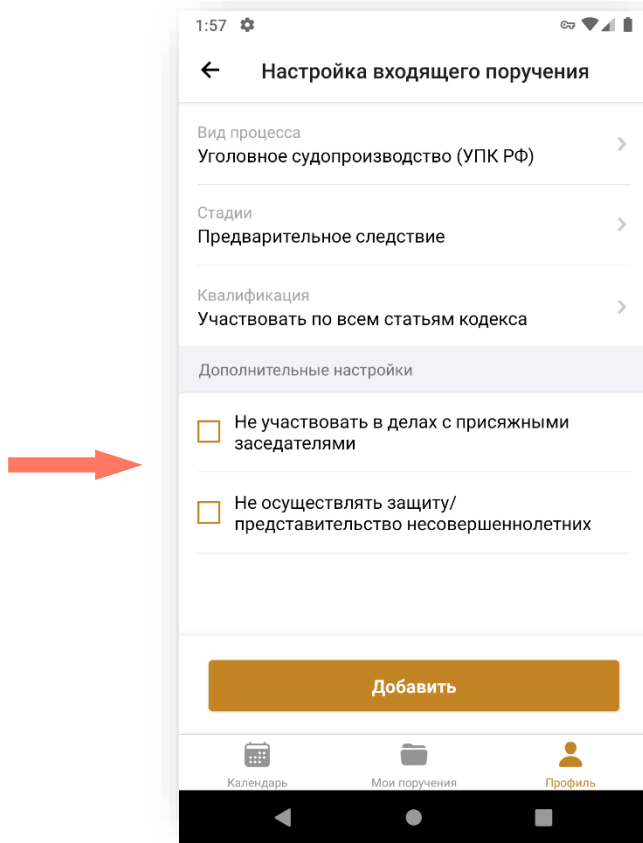 1:57
Настройка входящего поручения
Вид процесса
Уголовное судопроизводство (УПК РФ)
Стадии
Предварительное следствие
Квалификация
Участвовать по всем статьям кодекса
Дополнительные настройки
Не участвовать в делах с присяжными
заседателями
Не осуществлять защиту/
представительство несовершеннолетних
Добавить
Календарь
Мои поручения
Профиль